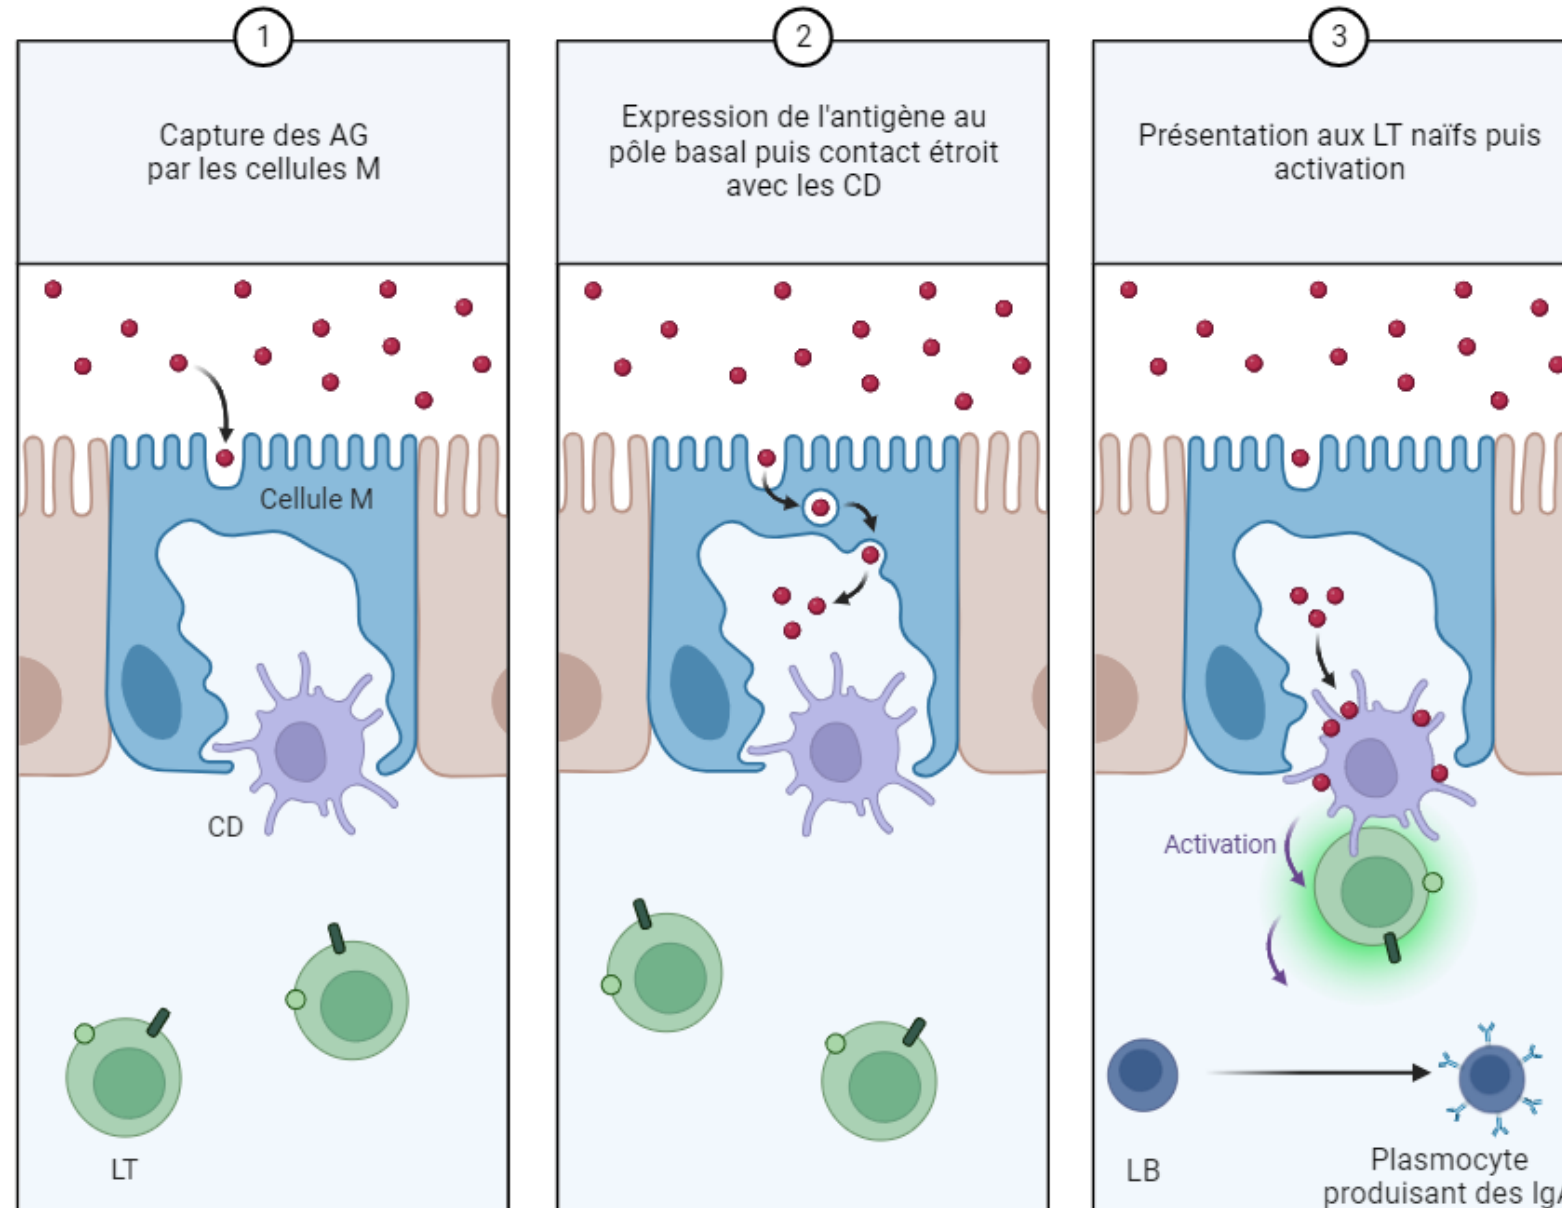 1
Capture des AG
par les cellules M
Cellule M
CD
LT
2
Expression de l'antigène au
pôle basal puis contact étroit
avec les CD
3
Présentation aux LT naïfs puis
activation
Activation
LB
Plasmocyte
produisant des IgA